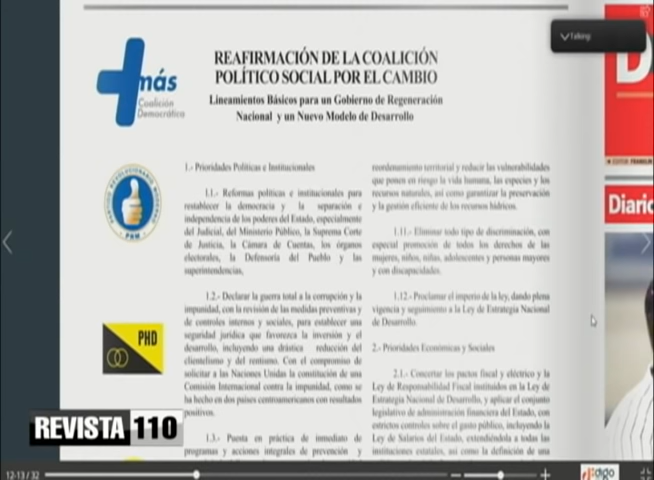 Talking
más
Coalición
Democrática
REAFIRMACIÓN DE LA COALICIÓN
POLÍTICO SOCIAL POR EL CAMBIO
Lineamientos Básicos para un Gobierno de Regeneración
Nacional y un Nuevo Modelo de Desarrollo
PRM
PHD
1.- Prioridades Políticas e Institucionales
1.1.- Reformas políticas e institucionales para
restablecer la democracia y la separación e
independencia de los poderes del Estado, especialmente
del Judicial, del Ministerio Público, la Suprema Corte
de Justicia, la Cámara de Cuentas, los órganos
electorales, la Defensoría del Pueblo y las
superintendencias.
1.2.- Declarar la guerra total a la corrupción y la
impunidad, con la revisión de las medidas preventivas y
de controles internos y sociales, para establecer una
seguridad jurídica que favorezca la inversión y el
desarrollo, incluyendo una drástica reducción del
clientelismo y del rentismo. Con el compromiso de
solicitar a las Naciones Unidas la constitución de una
Comisión Internacional contra la impunidad, como se
ha hecho en dos países centroamericanos con resultados
positivos.
1.3.- Puesta en práctica de inmediato de
programas y acciones integrales de prevención y
reordenamiento territorial y reducir las vulnerabilidades
que ponen en riesgo la vida humana, las especies y los
recursos naturales, así como garantizar la preservación
y la gestión eficiente de los recursos hídricos.
1.11.- Eliminar todo tipo de discriminación, con
especial promoción de todos los derechos de las
mujeres, niños, niñas, adolescentes y personas mayores
y con discapacidades.
1.12.- Proclamar el imperio de la ley, dando plena
vigencia y seguimiento a la Ley de Estrategia Nacional
de Desarrollo.
2.- Prioridades Económicas y Sociales
2.1.- Concertar los pactos fiscal y eléctrico y la
Ley de Responsabilidad Fiscal instituidos en la Ley de
Estrategia Nacional de Desarrollo, y aplicar el conjunto
legislativo de administración financiera del Estado, con
estrictos controles sobre el gasto público, incluyendo la
Ley de Salarios del Estado, extendiéndola a todas las
instituciones estatales, así como la definición de una
D
EDITOR
Diario
REVISTA 110
12-13 / 32